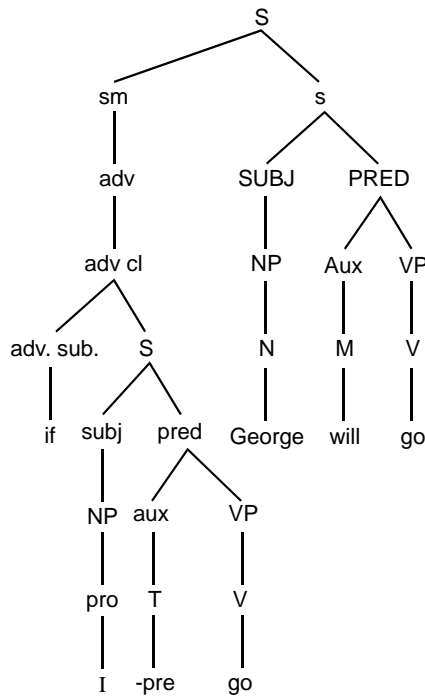 S
sm s
adv SUBJ PRED
adv cl NP Aux VP
adv. sub. S N M V
if subj pred George will go
NP aux VP
pro T V
I -pre go